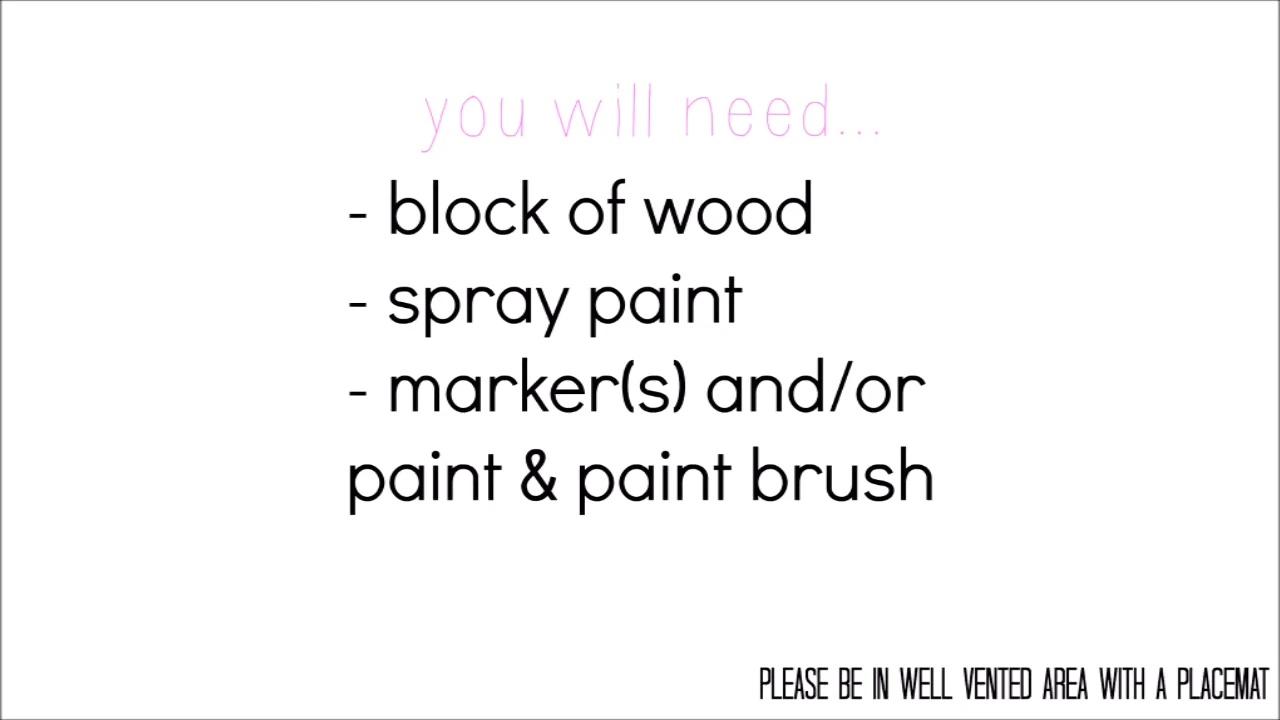 you will need...
- block of wood
- spray paint
- marker(s) and/or
paint & paint brush
PLEASE BE IN WELL VENTED AREA WITH A PLACEMAT